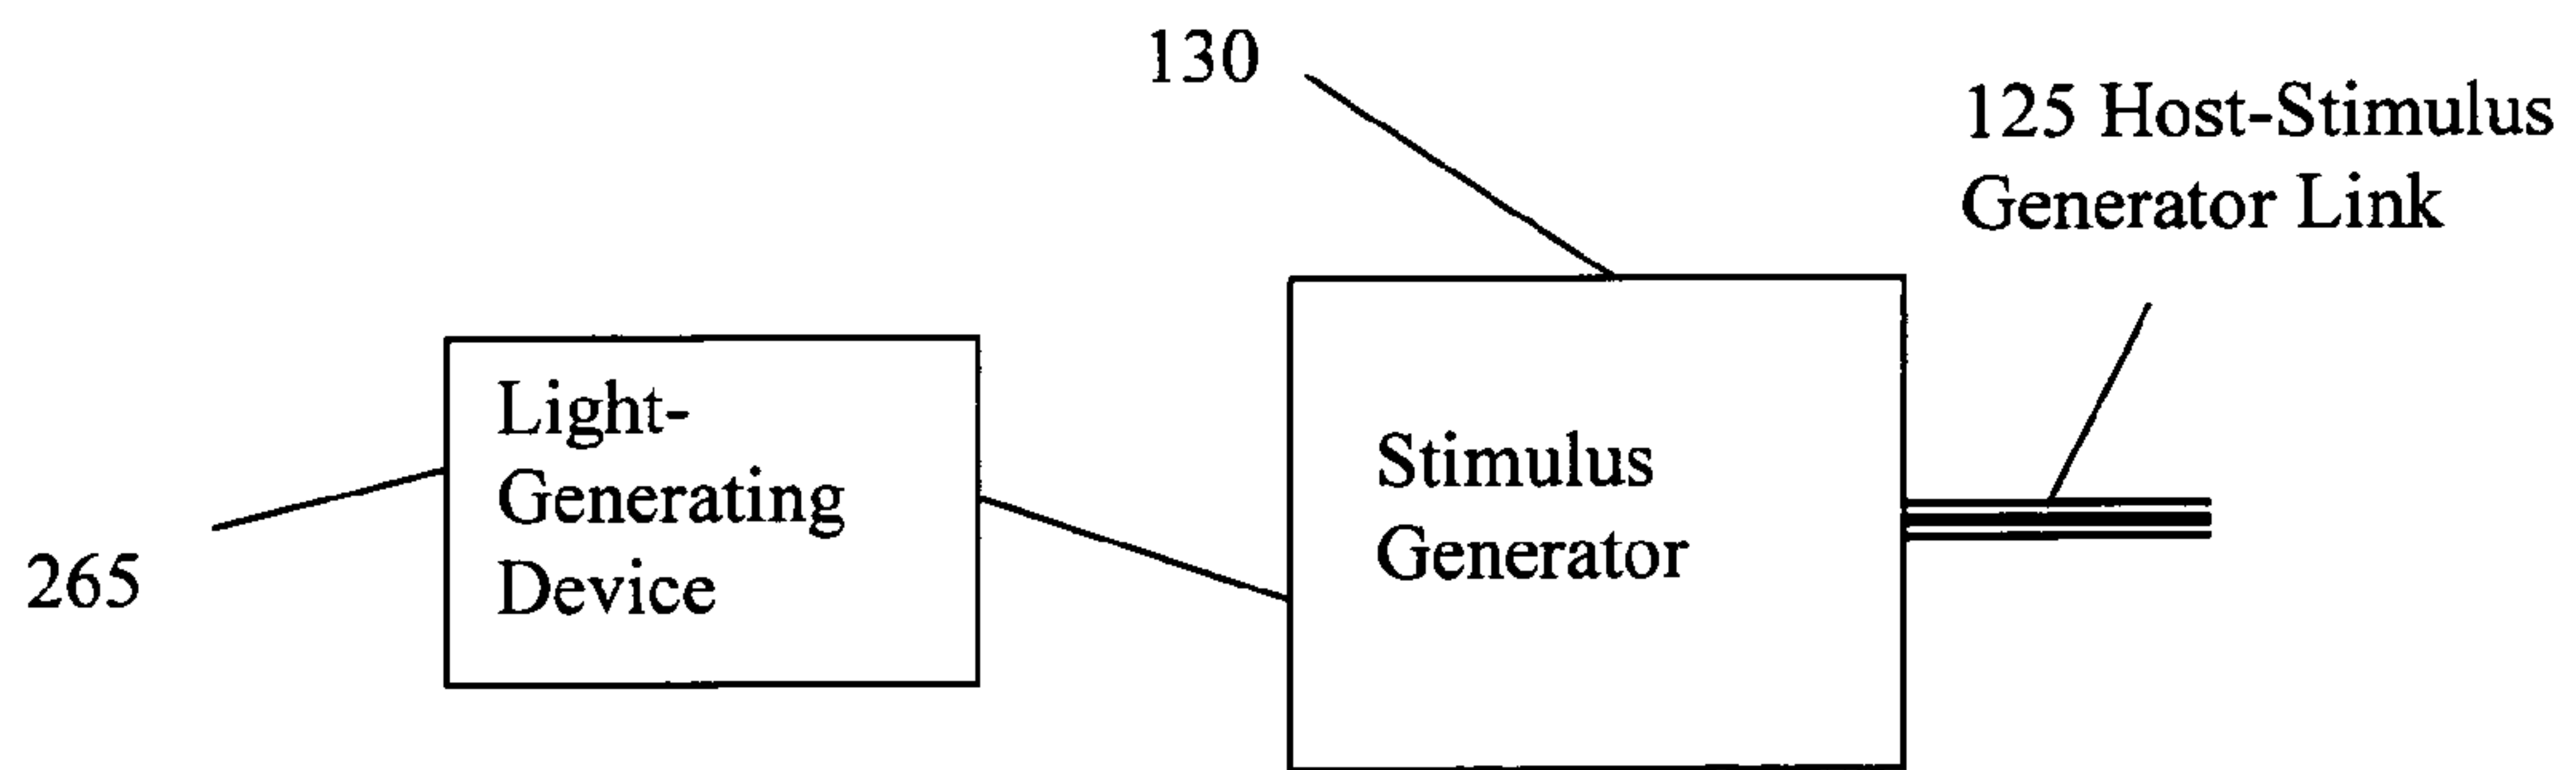 130
125 Host-Stimulus
Generator Link
Light-
Generating
Device
Stimulus
Generator
265